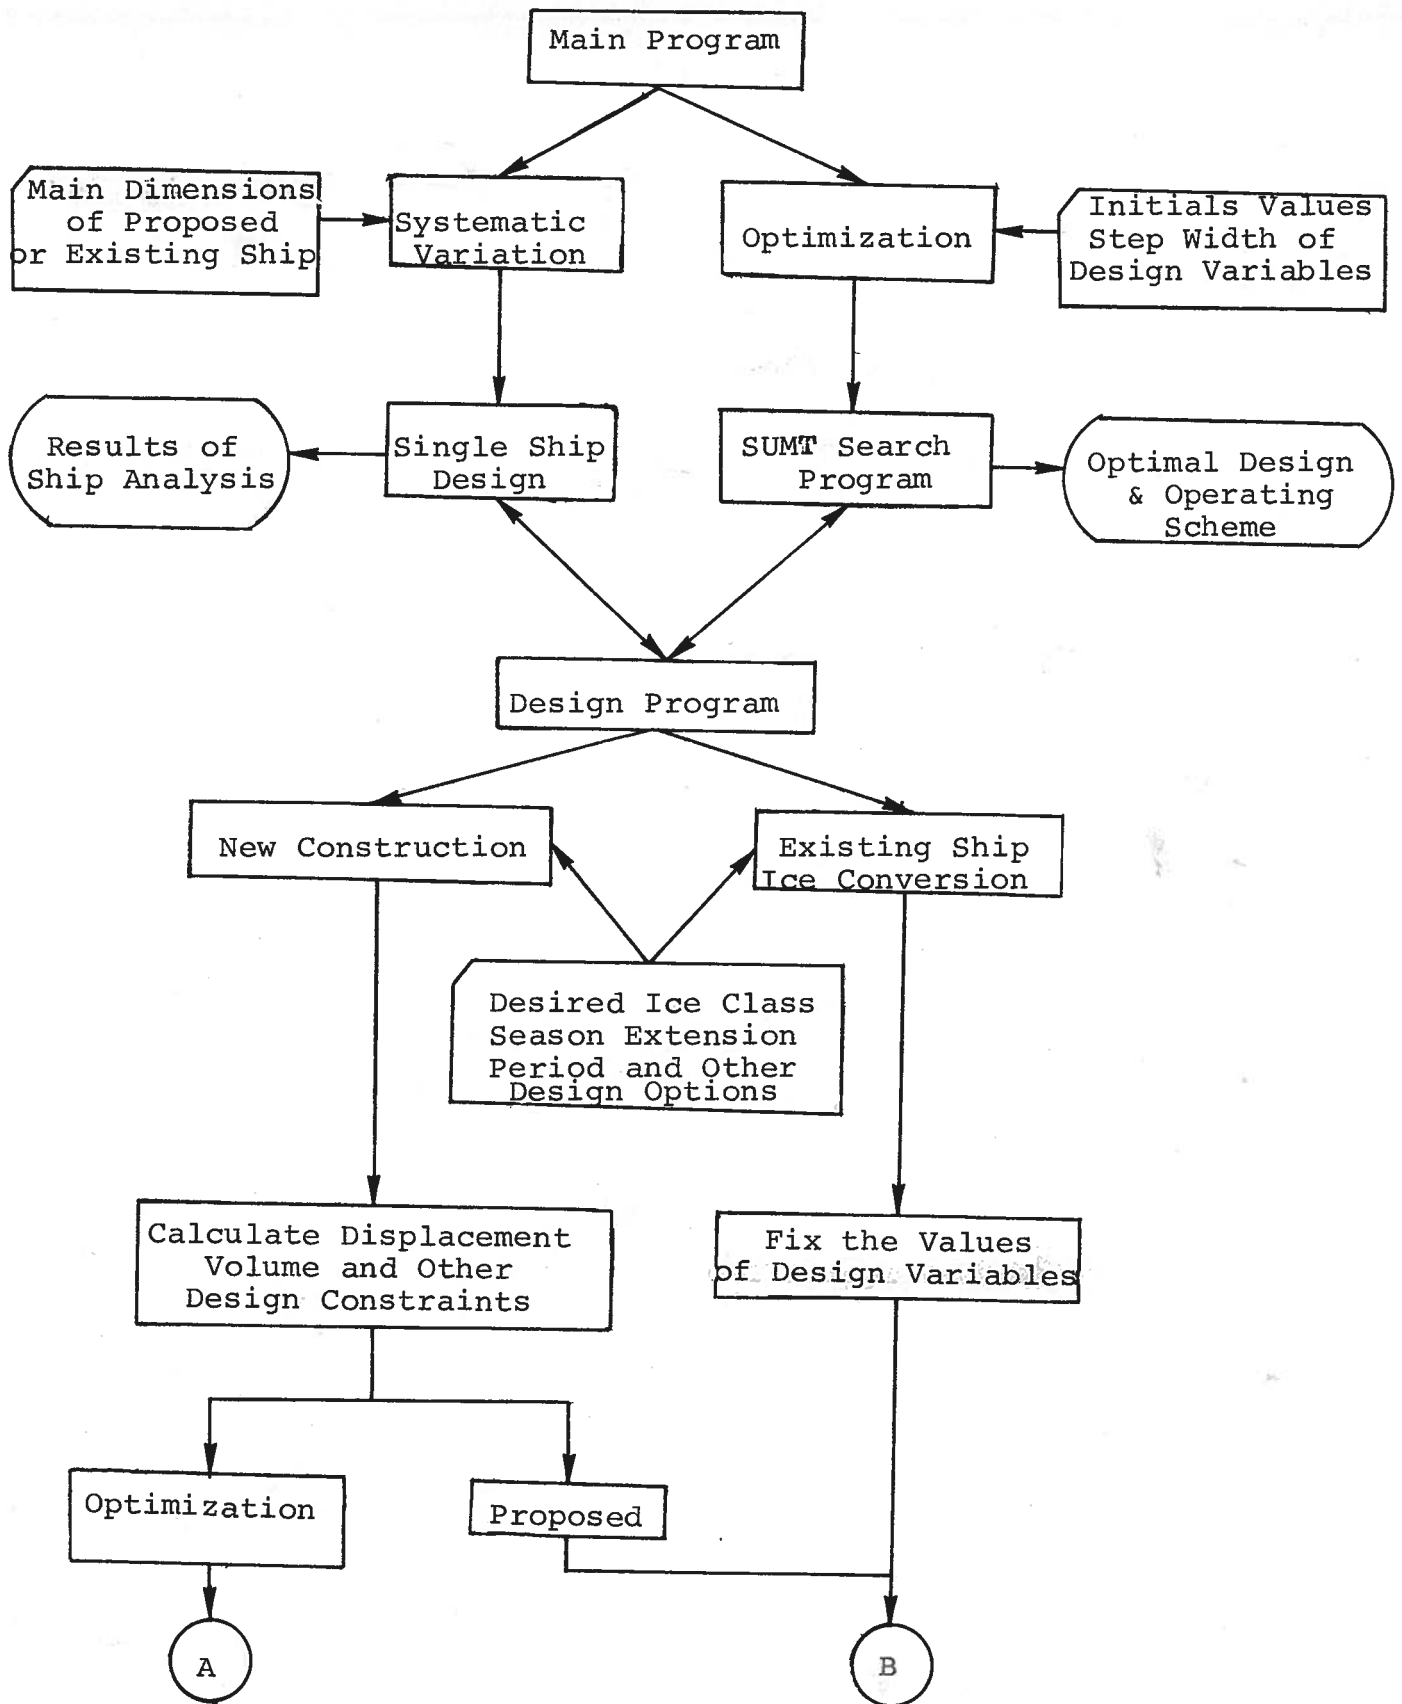 Main Program
Main Dimensions
of Proposed
or Existing Ship
Systematic
Variation
Optimization
Initials Values
Step Width of
Design Variables
Results of
Ship Analysis
Single Ship
Design
SUMT Search
Program
Optimal Design
& Operating
Scheme
Design Program
New Construction
Existing Ship
Ice Conversion
Desired Ice Class
Season Extension
Period and Other
Design Options
Calculate Displacement
Volume and Other
Design Constraints
Fix the Values
of Design Variables
Optimization
Proposed
A
B